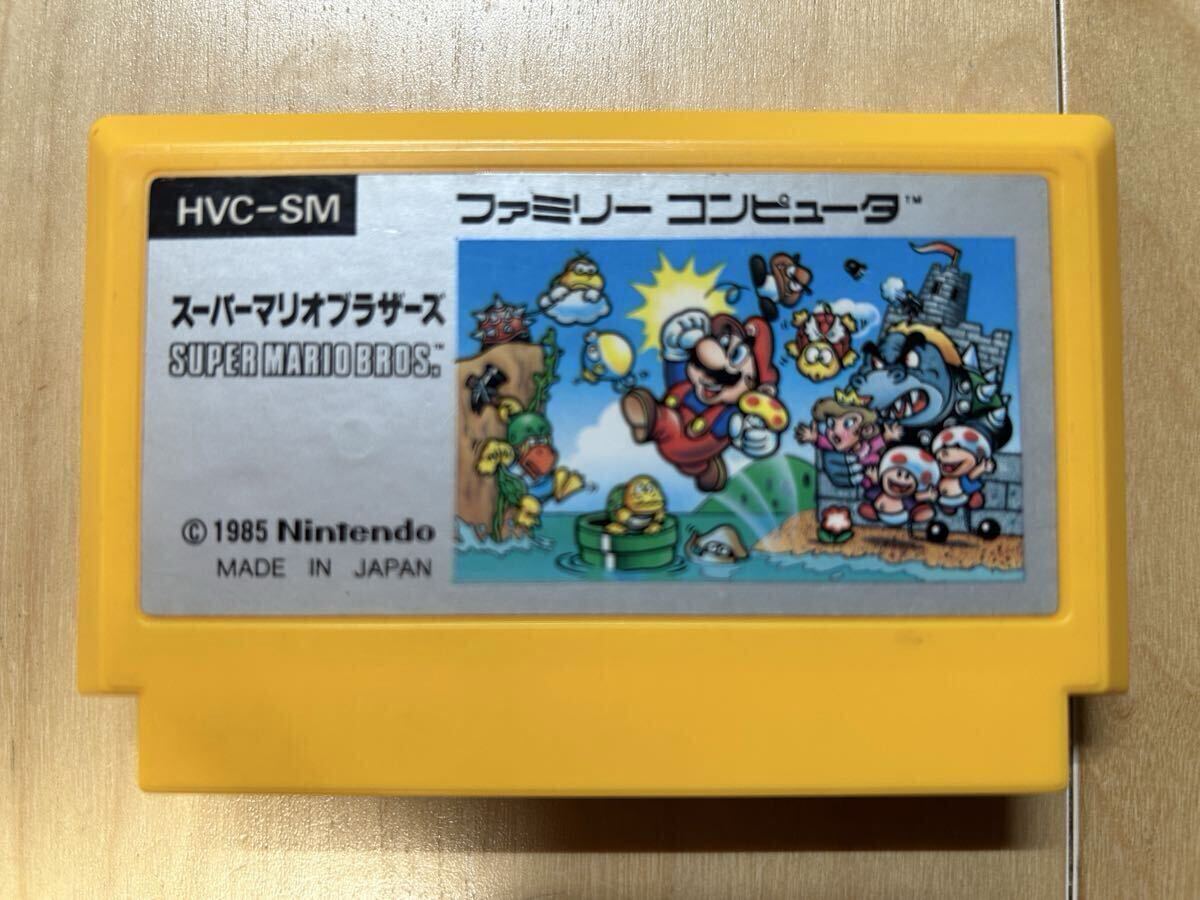 HVC-SM
ファミリー コンピュータ™
スーパーマリオブラザーズ
SUPER MARIO BROS.™
© 1985 Nintendo
MADE IN JAPAN